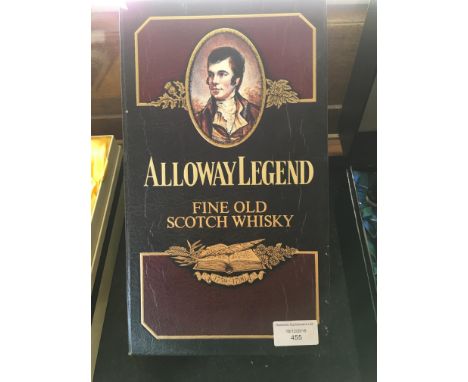 ALLOWAY LEGEND
FINE OLD
SCOTCH WHISKY
455